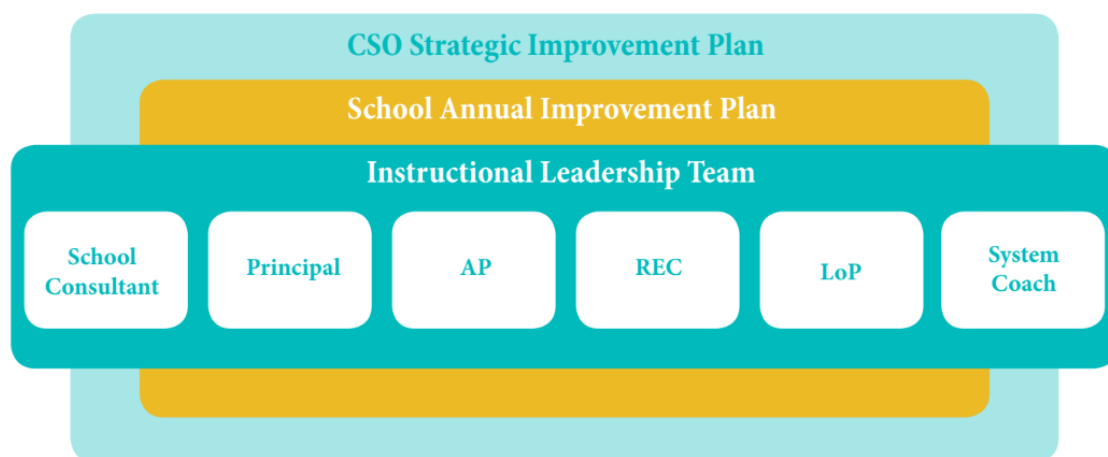 CSO Strategic Improvement Plan
School Annual Improvement Plan
Instructional Leadership Team
School
Consultant
Principal
AP
REC
LoP
System
Coach